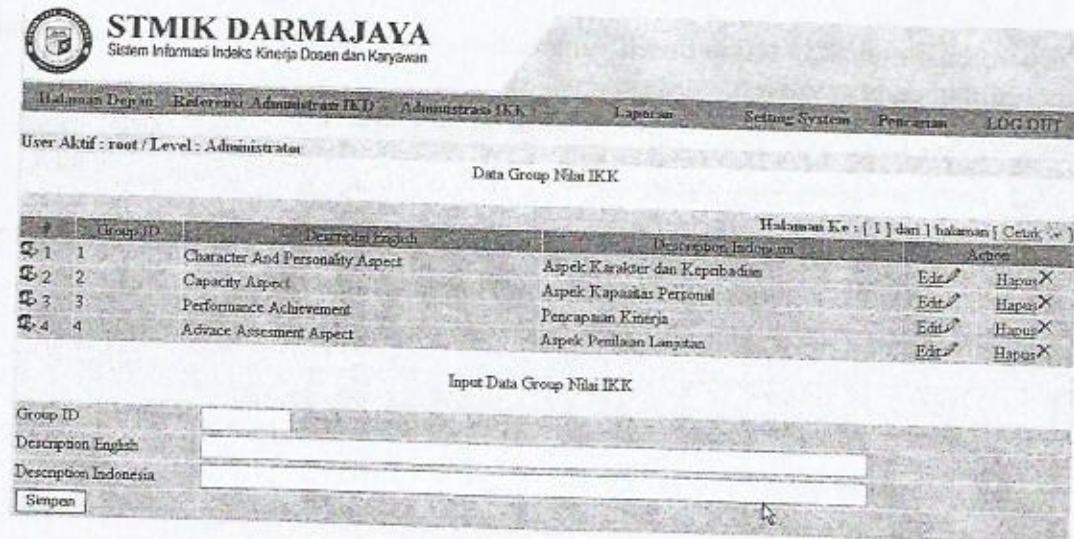 STMIK DARMAJAYA
Sistem Informasi Indeks Kinerja Dosen dan Karyawan
Halaman Depan Referensi Administrasi IKD Administrasi IKK Laporan Setting System Pencarian LOG OUT
User Aktif : root / Level : Administrator
Data Group Nilai IKK
Halaman Ke : [ 1 ] dari 1 halaman [ Cetak ]
# Group ID Description English Description Indonesia Action
1 1 Character And Personality Aspect Aspek Karakter dan Kepribadian Edit Hapus
2 2 Capacity Aspect Aspek Kapasitas Personal Edit Hapus
3 3 Performance Achievement Pencapaian Kinerja Edit Hapus
4 4 Advace Assesment Aspect Aspek Penilaian Lanjutan Edit Hapus
Input Data Group Nilai IKK
Group ID
Description English
Description Indonesia
Simpan